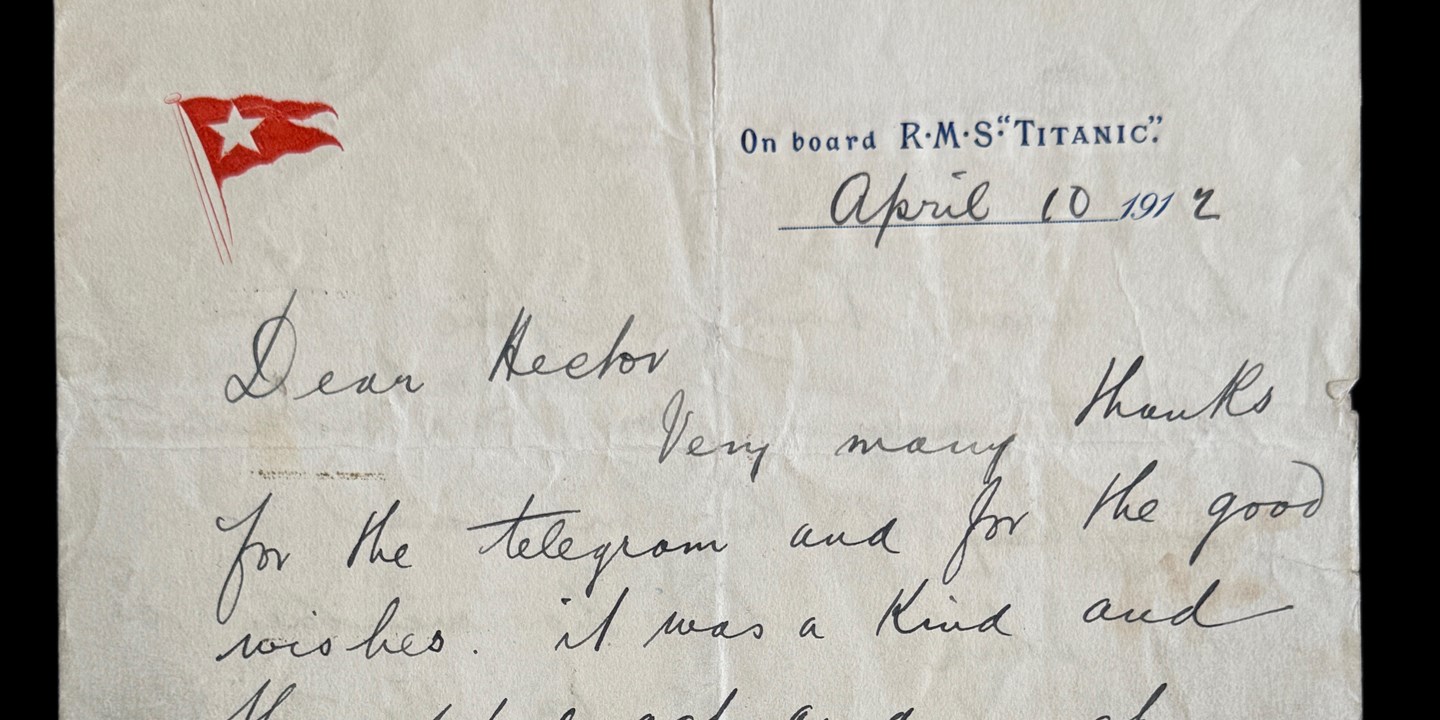 On board R·M·S·"TITANIC".
April 10 1912
Dear Hector
Very many thanks
for the telegram and for the good
wishes. it was a kind and